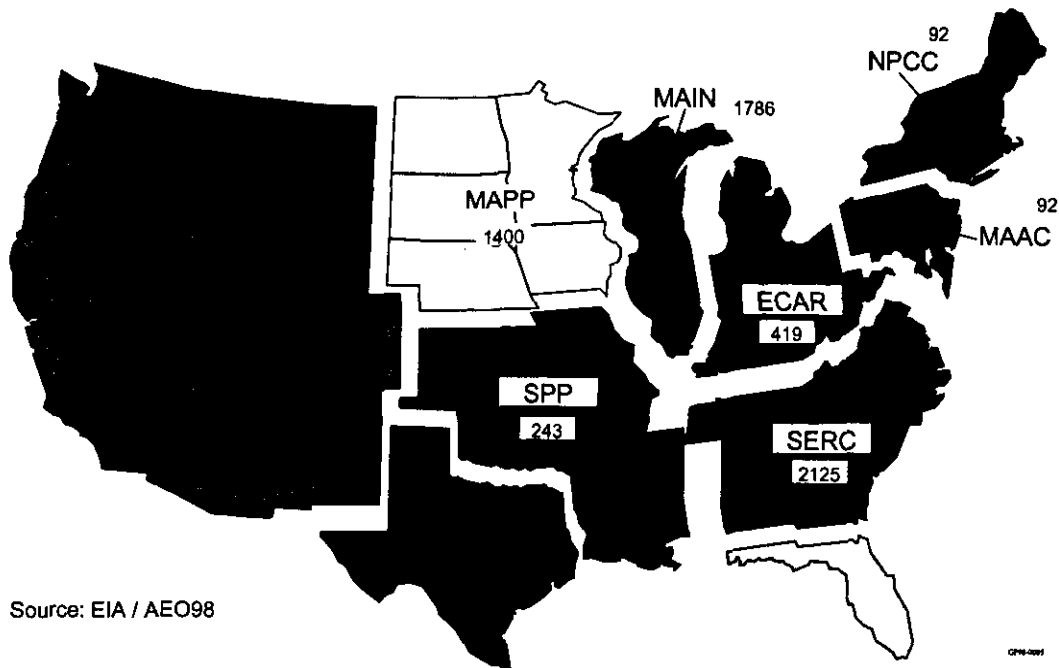 92
NPCC
MAIN 1786
MAPP
1400
92
MAAC
ECAR
419
SPP
243
SERC
2125
Source: EIA / AEO98